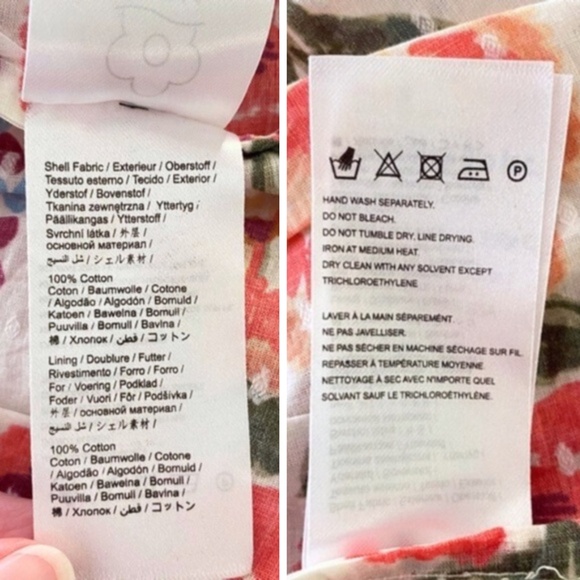 Shell Fabric / Exterieur / Oberstoff /
Tessuto esterno / Tecido / Exterior /
Yderstof / Bovenstof /
Tkanina zewnętrzna / Yttertyg /
Päällikangas / Ytterstoff /
Svrchní látka / 外层 /
основной материал /
شل النسيج / シェル素材 /
100% Cotton
Coton / Baumwolle / Cotone
/ Algodão / Algodón / Bomuld /
Katoen / Bawełna / Bomull /
Puuvilla / Bomull / Bavlna /
棉 / Хлопок / قطن / コットン
Lining / Doublure / Futter /
Rivestimento / Forro / Forro /
For / Voering / Podklad /
Foder / Vuori / Fôr / Podšívka /
外层 / основной материал /
شل النسيج / シェル素材 /
100% Cotton
Coton / Baumwolle / Cotone
/ Algodão / Algodón / Bomuld /
Katoen / Bawełna / Bomull /
Puuvilla / Bomull / Bavlna /
棉 / Хлопок / قطن / コットン
P
HAND WASH SEPARATELY.
DO NOT BLEACH.
DO NOT TUMBLE DRY. LINE DRYING.
IRON AT MEDIUM HEAT.
DRY CLEAN WITH ANY SOLVENT EXCEPT
TRICHLOROETHYLENE
LAVER À LA MAIN SÉPAREMENT.
NE PAS JAVELLISER.
NE PAS SÉCHER EN MACHINE SÉCHAGE SUR FIL.
REPASSER À TEMPÉRATURE MOYENNE.
NETTOYAGE À SEC AVEC N'IMPORTE QUEL
SOLVANT SAUF LE TRICHLOROÉTHYLÈNE.